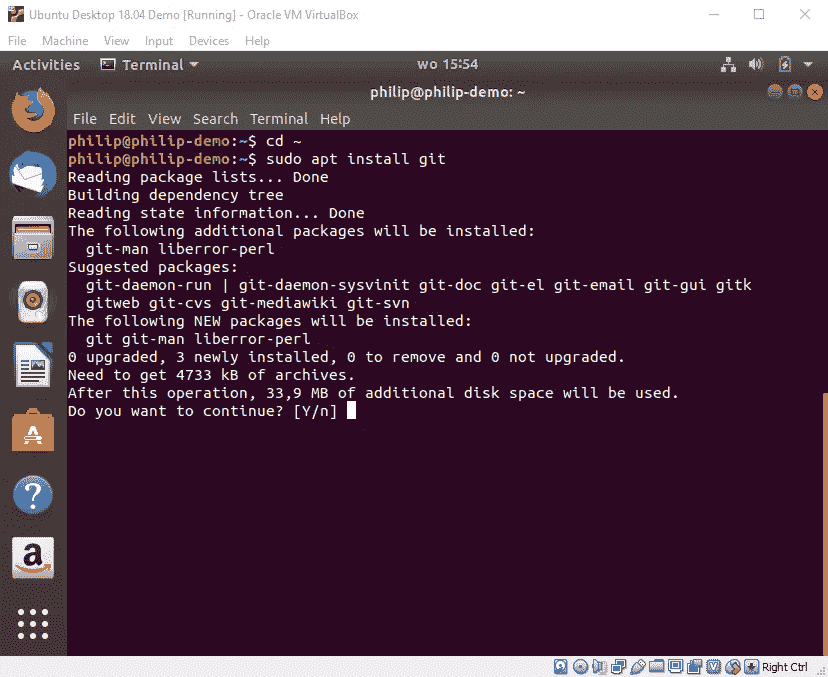 Ubuntu Desktop 18.04 Demo [Running] - Oracle VM VirtualBox
File Machine View Input Devices Help
Activities Terminal wo 15:54
philip@philip-demo: ~
File Edit View Search Terminal Help
philip@philip-demo:~$ cd ~
philip@philip-demo:~$ sudo apt install git
Reading package lists... Done
Building dependency tree
Reading state information... Done
The following additional packages will be installed:
git-man liberror-perl
Suggested packages:
git-daemon-run | git-daemon-sysvinit git-doc git-el git-email git-gui gitk
gitweb git-cvs git-mediawiki git-svn
The following NEW packages will be installed:
git git-man liberror-perl
0 upgraded, 3 newly installed, 0 to remove and 0 not upgraded.
Need to get 4733 kB of archives.
After this operation, 33,9 MB of additional disk space will be used.
Do you want to continue? [Y/n]
Right Ctrl